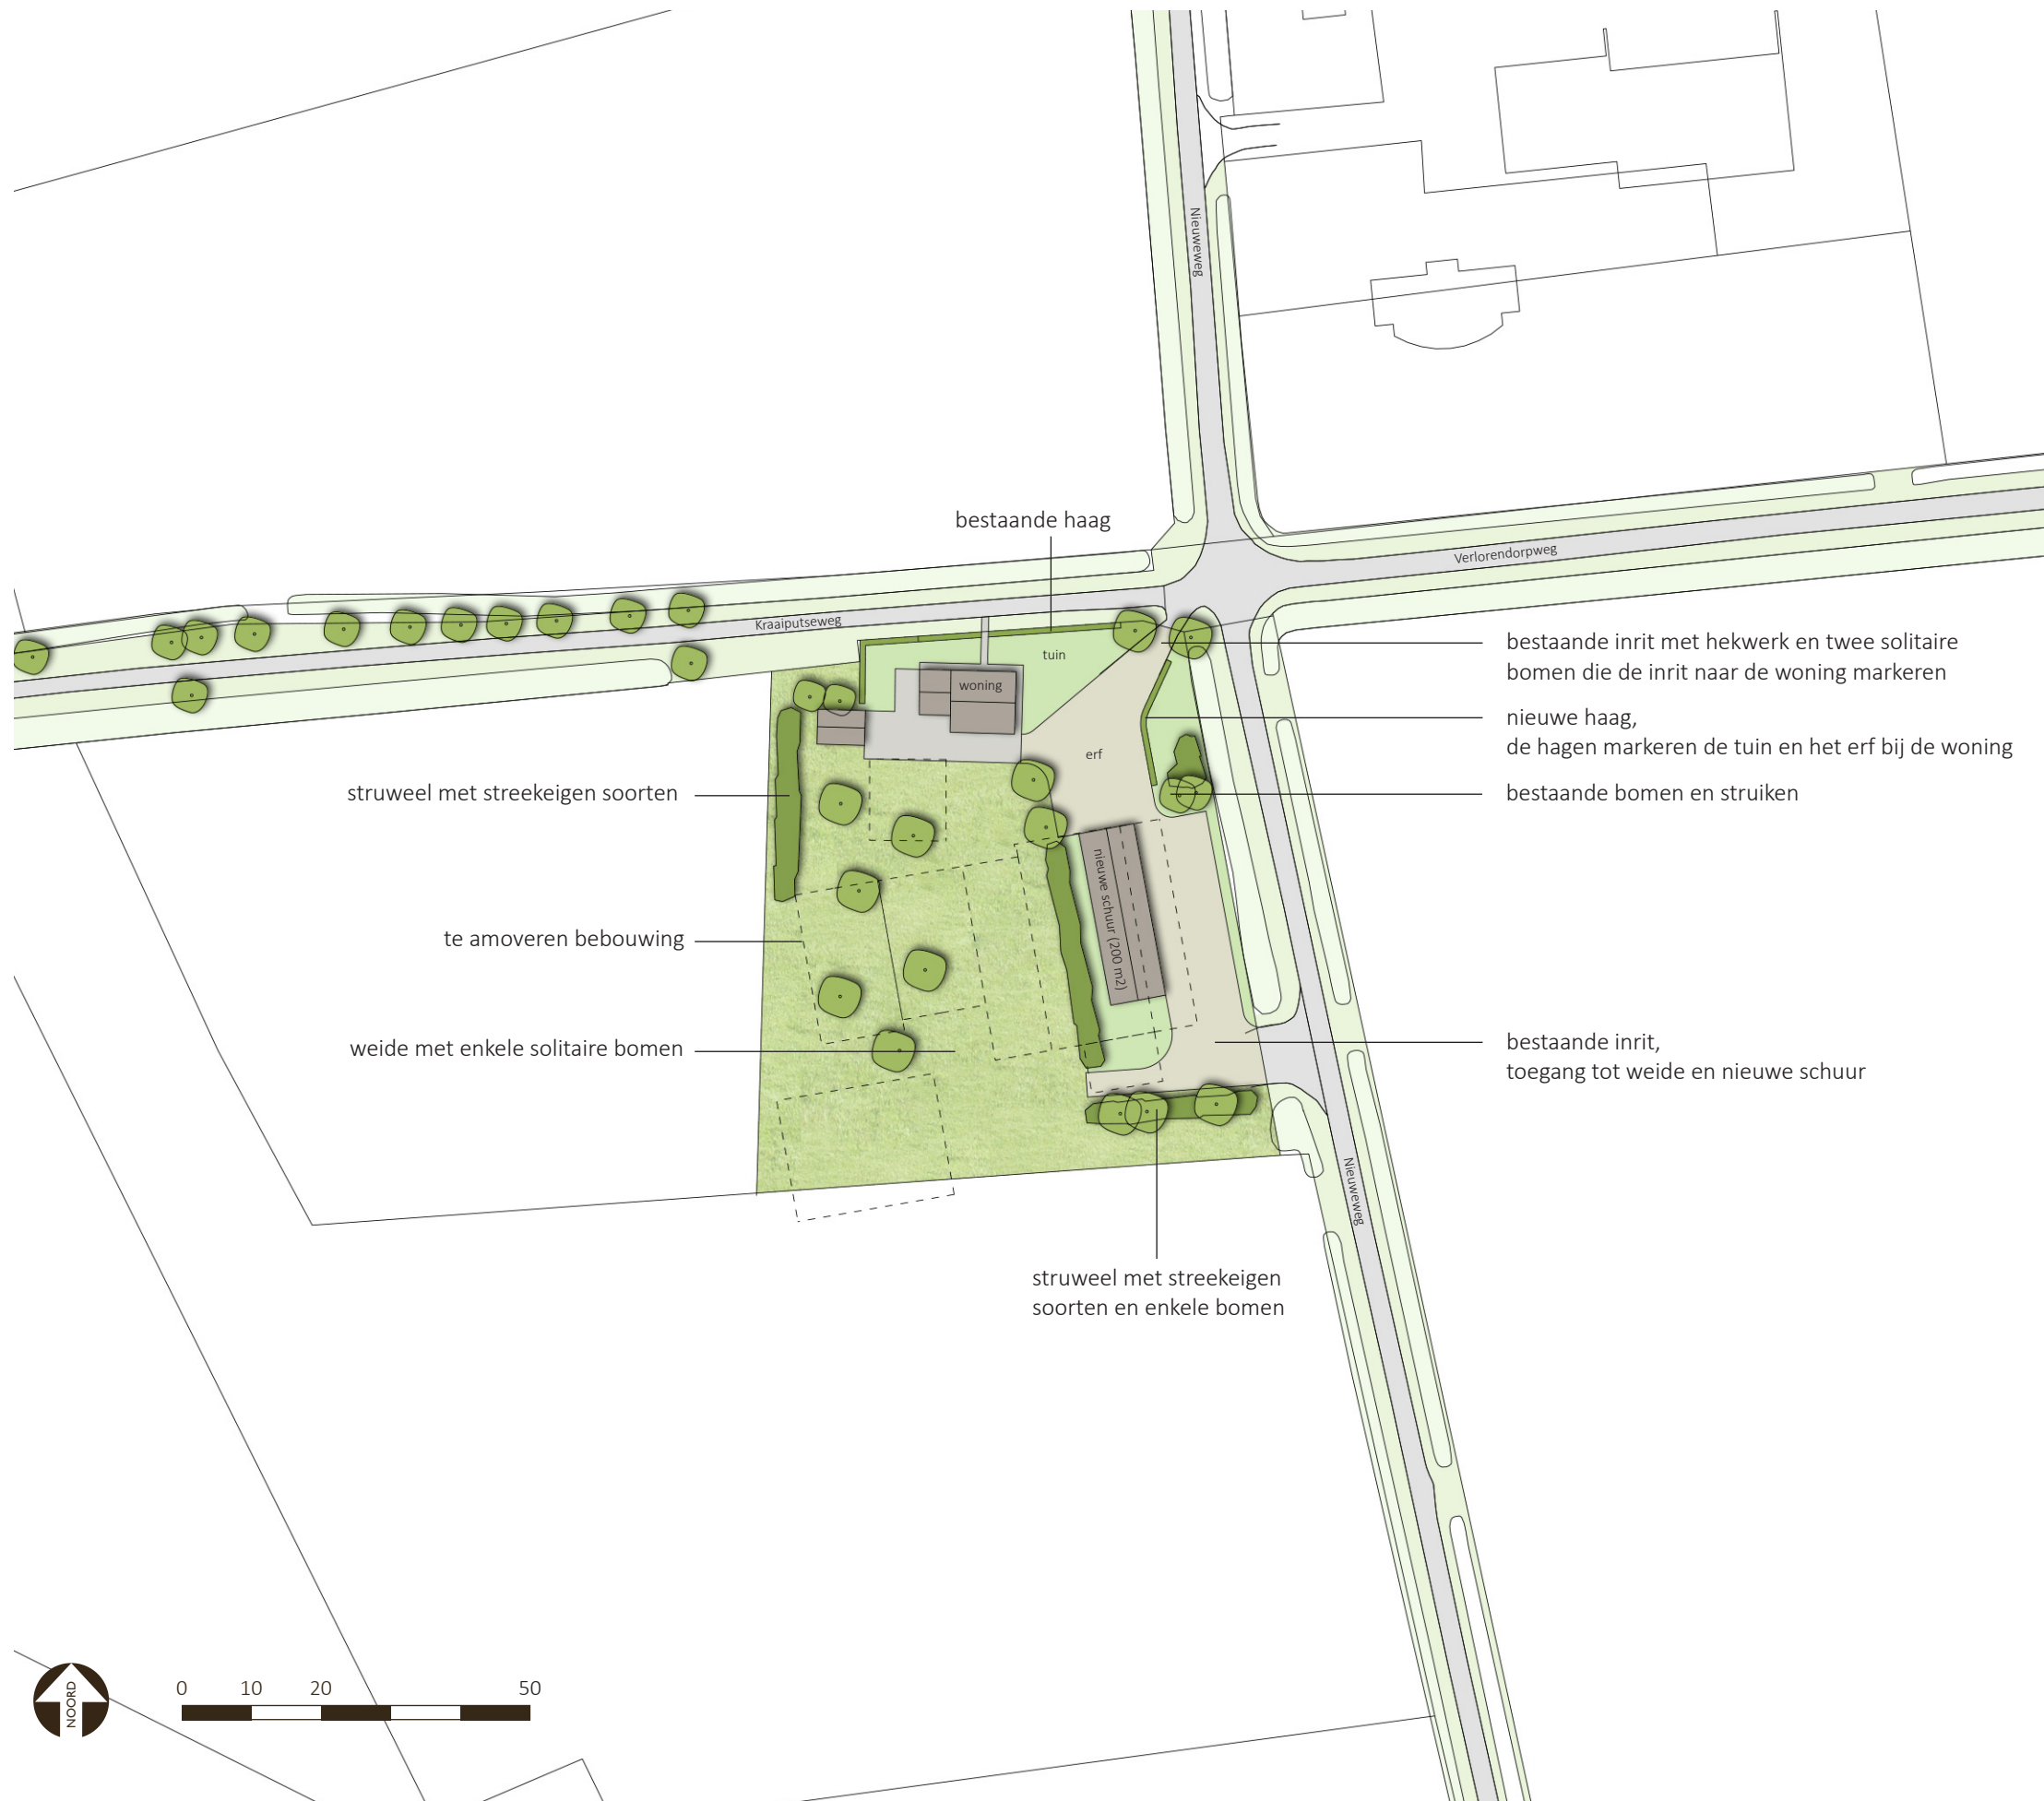 Nieuweweg
bestaande haag
Verlorendorpweg
Kraaiputseweg
tuin
woning
bestaande inrit met hekwerk en twee solitaire
bomen die de inrit naar de woning markeren
nieuwe haag,
de hagen markeren de tuin en het erf bij de woning
erf
struweel met streekeigen soorten
bestaande bomen en struiken
nieuwe schuur (200 m2)
te amoveren bebouwing
weide met enkele solitaire bomen
bestaande inrit,
toegang tot weide en nieuwe schuur
Nieuweweg
struweel met streekeigen
soorten en enkele bomen
NOORD
0 10 20 50